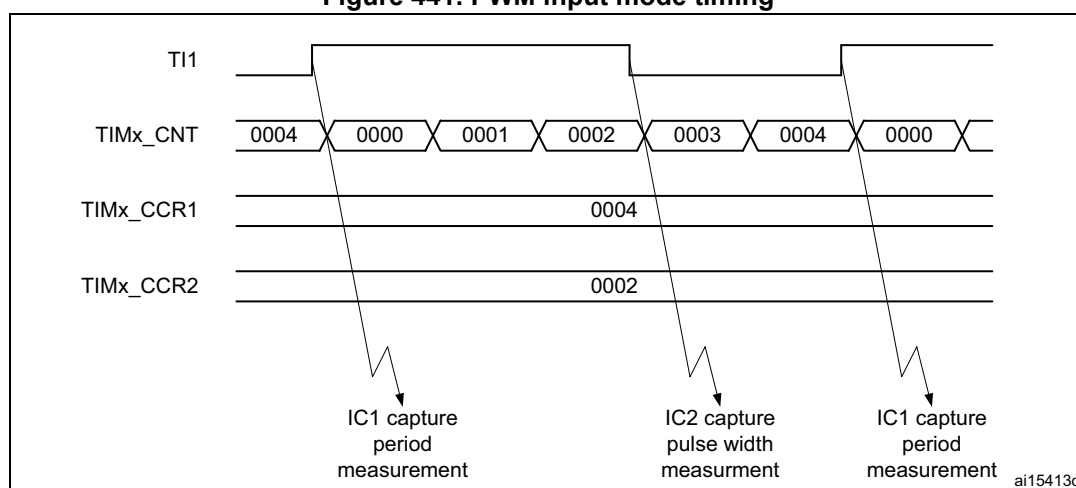 Figure 441. PWM input mode timing
TI1
TIMx_CNT 0004 0000 0001 0002 0003 0004 0000
TIMx_CCR1 0004
TIMx_CCR2 0002
IC1 capture
period
measurement
IC2 capture
pulse width
measurment
IC1 capture
period
measurement